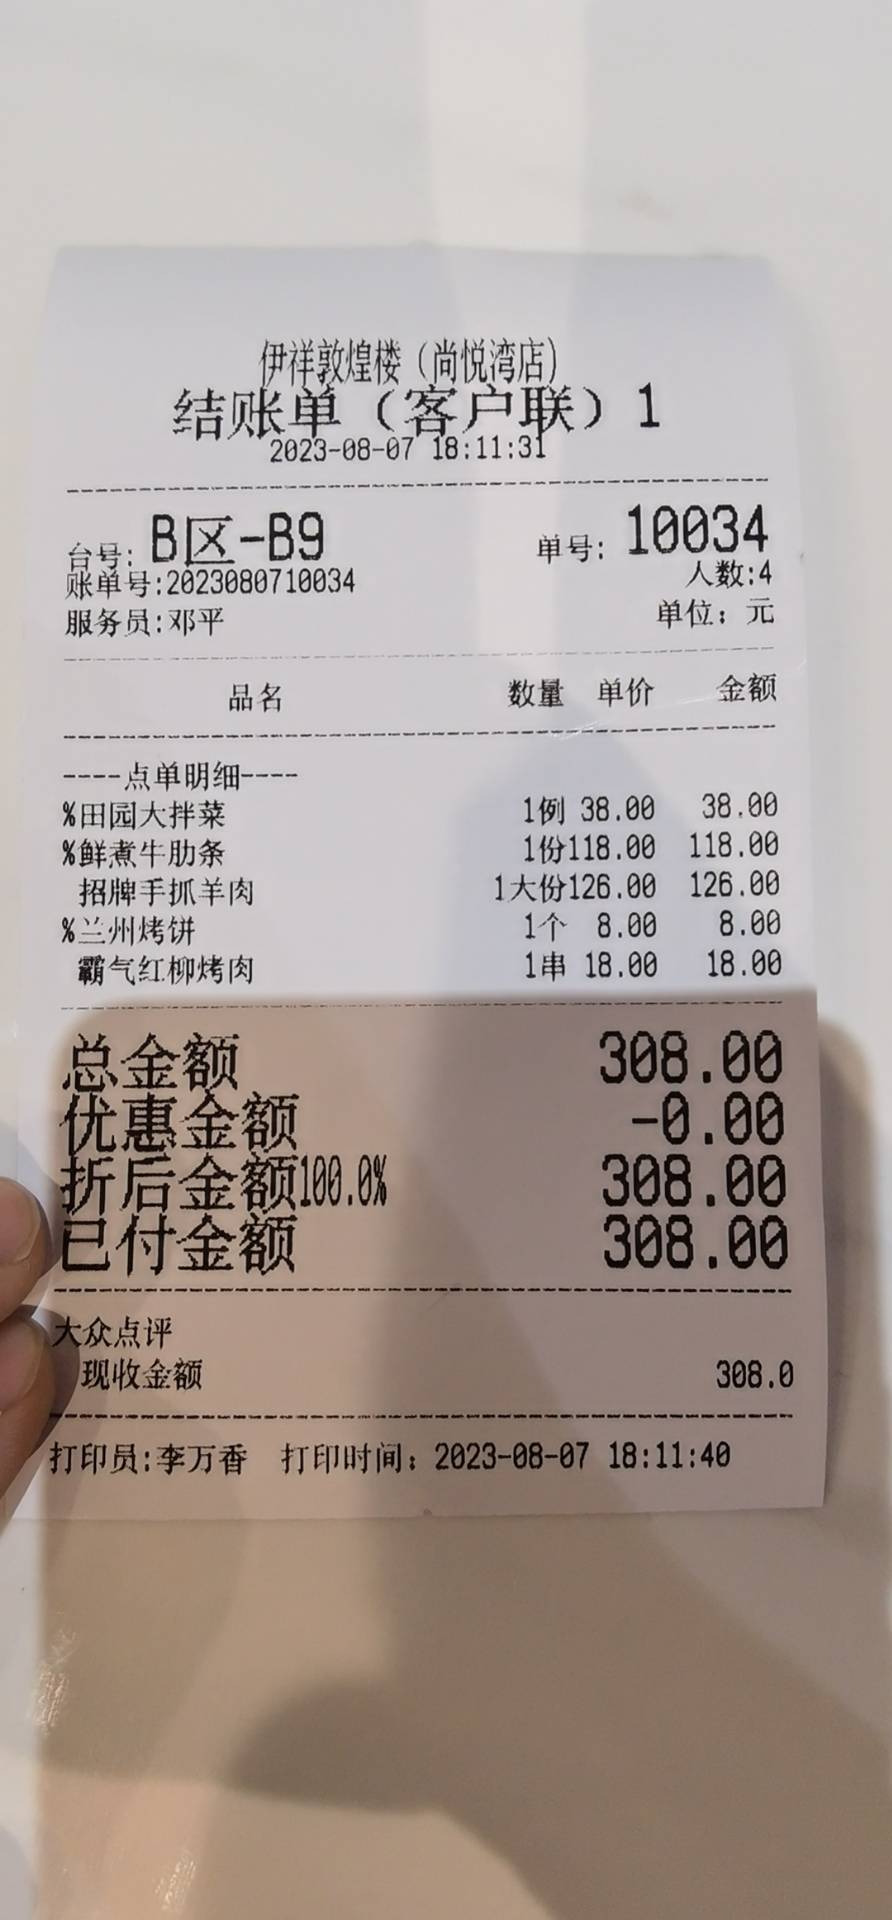 伊祥敦煌楼（尚悦湾店）
结账单（客户联）1
2023-08-07 18:11:31
台号: B区-B9 单号: 10034
账单号:2023080710034 人数:4
服务员:邓平 单位：元
品名 数量 单价 金额
----点单明细----
%田园大拌菜 1例 38.00 38.00
%鲜煮牛肋条 1份118.00 118.00
招牌手抓羊肉 1大份126.00 126.00
%兰州烤饼 1个 8.00 8.00
霸气红柳烤肉 1串 18.00 18.00
总金额 308.00
优惠金额 -0.00
折后金额100.0% 308.00
已付金额 308.00
大众点评
现收金额 308.0
打印员:李万香 打印时间：2023-08-07 18:11:40